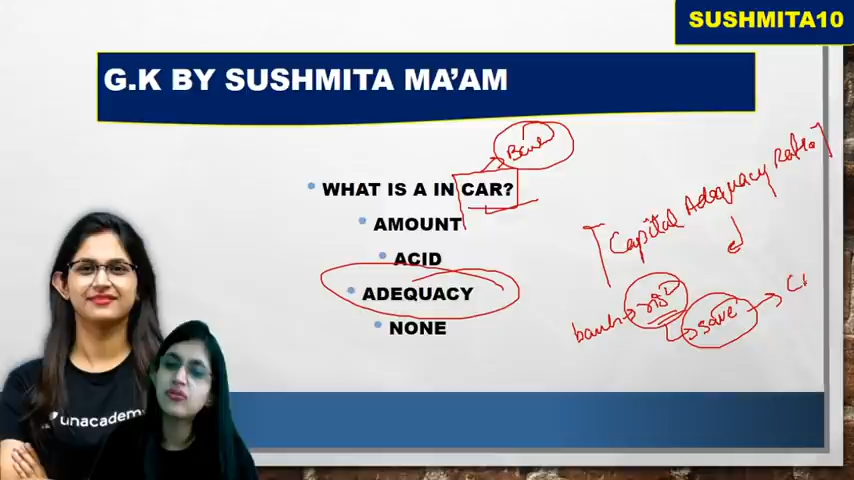 SUSHMITA10
G.K BY SUSHMITA MA'AM
Bank
WHAT IS A IN CAR?
AMOUNT
ACID
ADEQUACY
NONE
[Capital Adequacy Ratio]
bank → risk
save →
unacademy